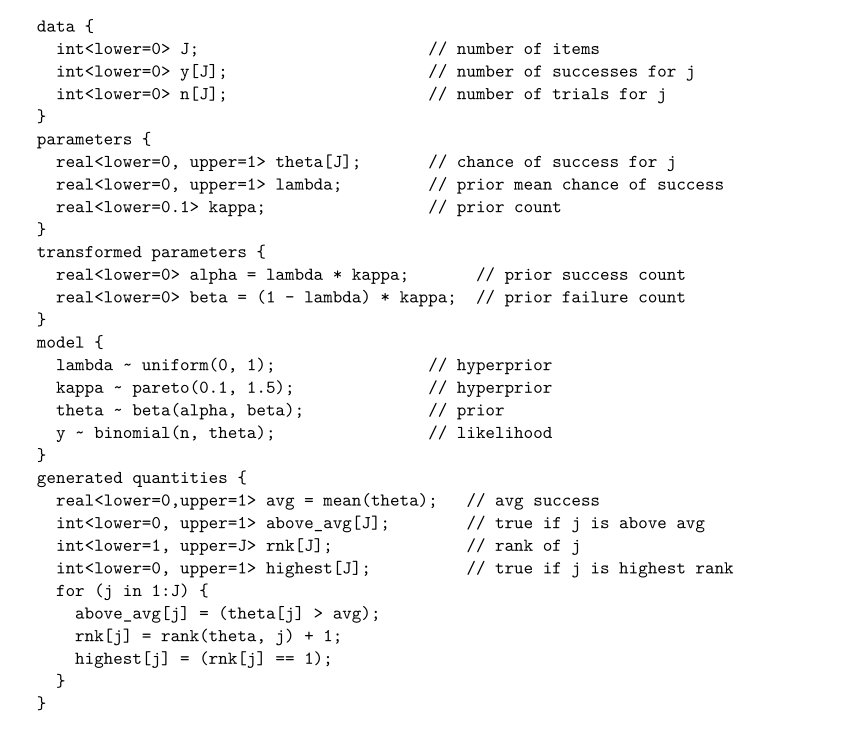 data {
  int<lower=0> J;                        // number of items
  int<lower=0> y[J];                     // number of successes for j
  int<lower=0> n[J];                     // number of trials for j
}
parameters {
  real<lower=0, upper=1> theta[J];       // chance of success for j
  real<lower=0, upper=1> lambda;         // prior mean chance of success
  real<lower=0.1> kappa;                 // prior count
}
transformed parameters {
  real<lower=0> alpha = lambda * kappa;       // prior success count
  real<lower=0> beta = (1 - lambda) * kappa;  // prior failure count
}
model {
  lambda ~ uniform(0, 1);                // hyperprior
  kappa ~ pareto(0.1, 1.5);              // hyperprior
  theta ~ beta(alpha, beta);             // prior
  y ~ binomial(n, theta);                // likelihood
}
generated quantities {
  real<lower=0,upper=1> avg = mean(theta);   // avg success
  int<lower=0, upper=1> above_avg[J];        // true if j is above avg
  int<lower=1, upper=J> rnk[J];              // rank of j
  int<lower=0, upper=1> highest[J];          // true if j is highest rank
  for (j in 1:J) {
    above_avg[j] = (theta[j] > avg);
    rnk[j] = rank(theta, j) + 1;
    highest[j] = (rnk[j] == 1);
  }
}